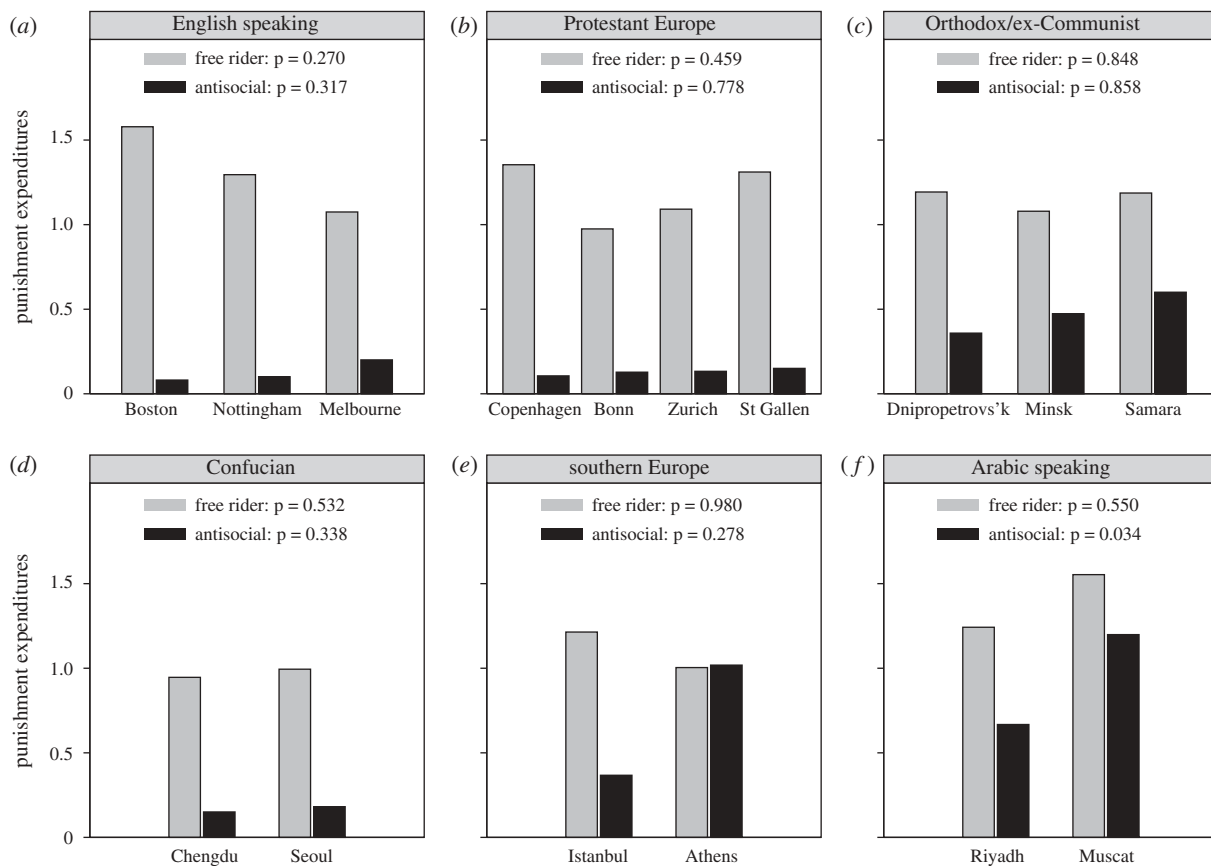 (a) English speaking
free rider: p = 0.270
antisocial: p = 0.317
punishment expenditures
1.5
1.0
0.5
0
Boston Nottingham Melbourne
(b) Protestant Europe
free rider: p = 0.459
antisocial: p = 0.778
Copenhagen Bonn Zurich St Gallen
(c) Orthodox/ex-Communist
free rider: p = 0.848
antisocial: p = 0.858
Dnipropetrovs'k Minsk Samara
(d) Confucian
free rider: p = 0.532
antisocial: p = 0.338
punishment expenditures
1.5
1.0
0.5
0
Chengdu Seoul
(e) southern Europe
free rider: p = 0.980
antisocial: p = 0.278
Istanbul Athens
(f) Arabic speaking
free rider: p = 0.550
antisocial: p = 0.034
Riyadh Muscat